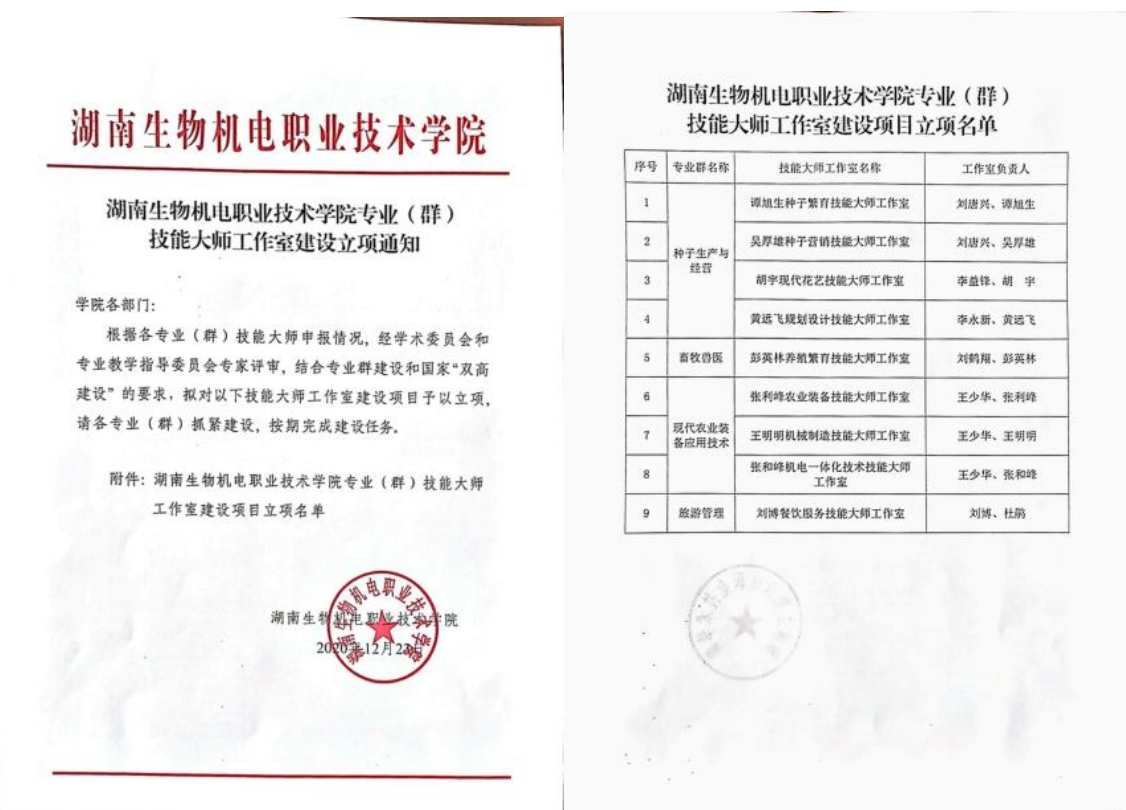 湖南生物机电职业技术学院
湖南生物机电职业技术学院专业（群）
技能大师工作室建设立项通知
学院各部门：
根据各专业（群）技能大师申报情况，经学术委员会和
专业教学指导委员会专家评审，结合专业群建设和国家“双高
建设”的要求，拟对以下技能大师工作室建设项目予以立项，
请各专业（群）抓紧建设，按期完成建设任务。
附件：湖南生物机电职业技术学院专业（群）技能大师
工作室建设项目立项名单
湖南生物机电职业技术学院
2020年12月2日
湖南生物机电职业技术学院
湖南生物机电职业技术学院专业（群）
技能大师工作室建设项目立项名单
序号 专业群名称 技能大师工作室名称 工作室负责人
种子生产与
经营
1 谭旭生种子繁育技能大师工作室 刘唐兴、谭旭生
2 吴厚雄种子营销技能大师工作室 刘唐兴、吴厚雄
3 胡宇现代花艺技能大师工作室 李益锋、胡 宇
4 黄远飞规划设计技能大师工作室 李永新、黄远飞
5 畜牧兽医 彭英林养殖繁育技能大师工作室 刘鹤翔、彭英林
现代农业装
备应用技术
6 张利峰农业装备技能大师工作室 王少华、张利峰
7 王明明机械制造技能大师工作室 王少华、王明明
8 张和峰机电一体化技术技能大师
工作室 王少华、张和峰
9 旅游管理 刘博餐饮服务技能大师工作室 刘博、杜鹃